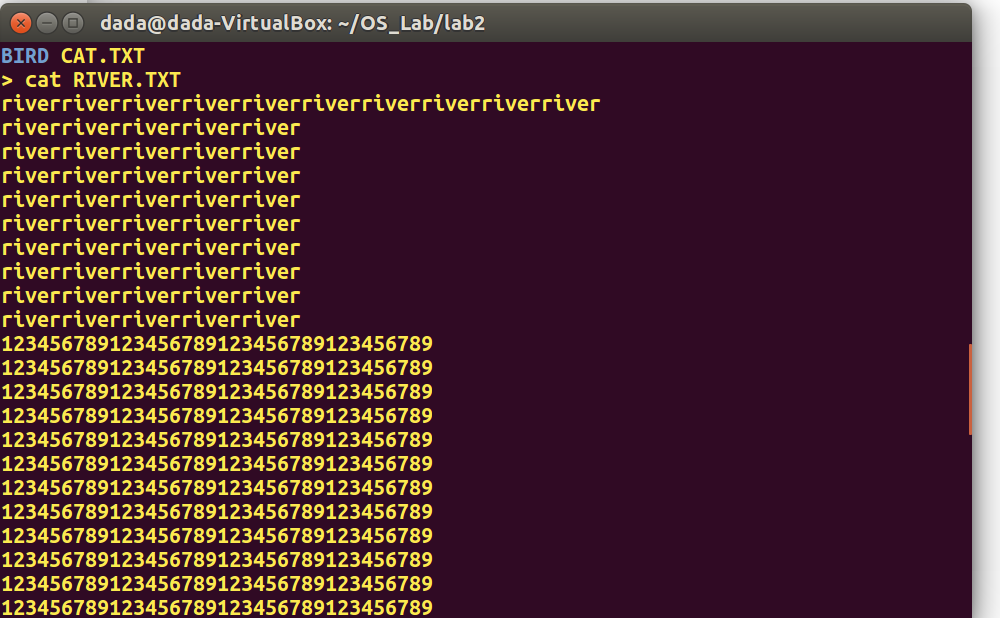 dada@dada-VirtualBox: ~/OS_Lab/lab2
BIRD CAT.TXT
> cat RIVER.TXT
riverriverriverriverriverriverriverriverriverriver
riverriverriverriverriver
riverriverriverriverriver
riverriverriverriverriver
riverriverriverriverriver
riverriverriverriverriver
riverriverriverriverriver
riverriverriverriverriver
riverriverriverriverriver
riverriverriverriverriver
123456789123456789123456789123456789
123456789123456789123456789123456789
123456789123456789123456789123456789
123456789123456789123456789123456789
123456789123456789123456789123456789
123456789123456789123456789123456789
123456789123456789123456789123456789
123456789123456789123456789123456789
123456789123456789123456789123456789
123456789123456789123456789123456789
123456789123456789123456789123456789
123456789123456789123456789123456789